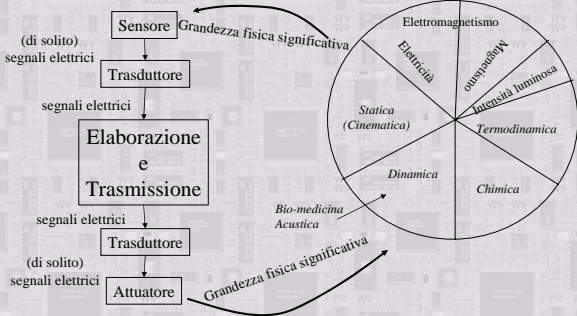 Sensore
Grandezza fisica significativa
(di solito)
segnali elettrici
Trasduttore
segnali elettrici
Elaborazione
e
Trasmissione
segnali elettrici
Trasduttore
(di solito)
segnali elettrici
Attuatore
Grandezza fisica significativa
Elettromagnetismo
Elettricità
Magnetismo
Intensità luminosa
Statica
(Cinematica)
Termodinamica
Dinamica
Chimica
Bio-medicina
Acustica